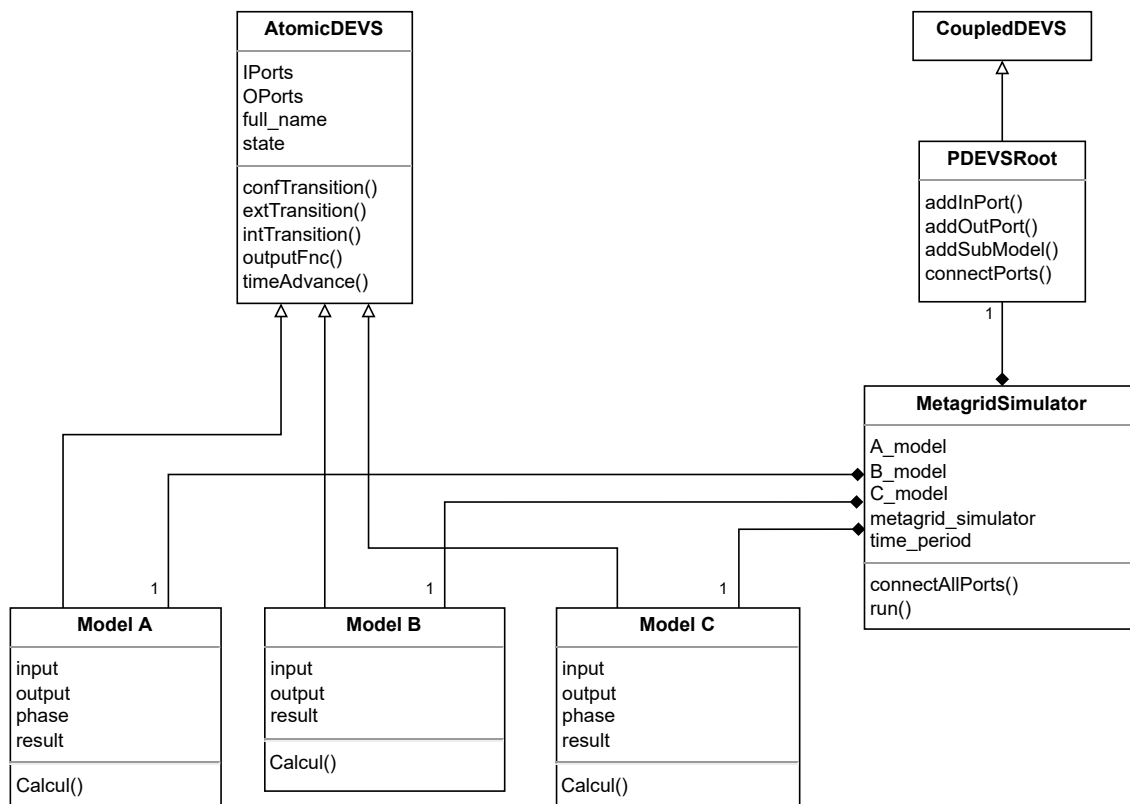 AtomicDEVS
IPorts
OPorts
full_name
state
confTransition()
extTransition()
intTransition()
outputFnc()
timeAdvance()
CoupledDEVS
PDEVSRoot
addInPort()
addOutPort()
addSubModel()
connectPorts()
1
MetagridSimulator
A_model
B_model
C_model
metagrid_simulator
time_period
connectAllPorts()
run()
1
Model A
input
output
phase
result
Calcul()
1
Model B
input
output
result
Calcul()
1
Model C
input
output
phase
result
Calcul()